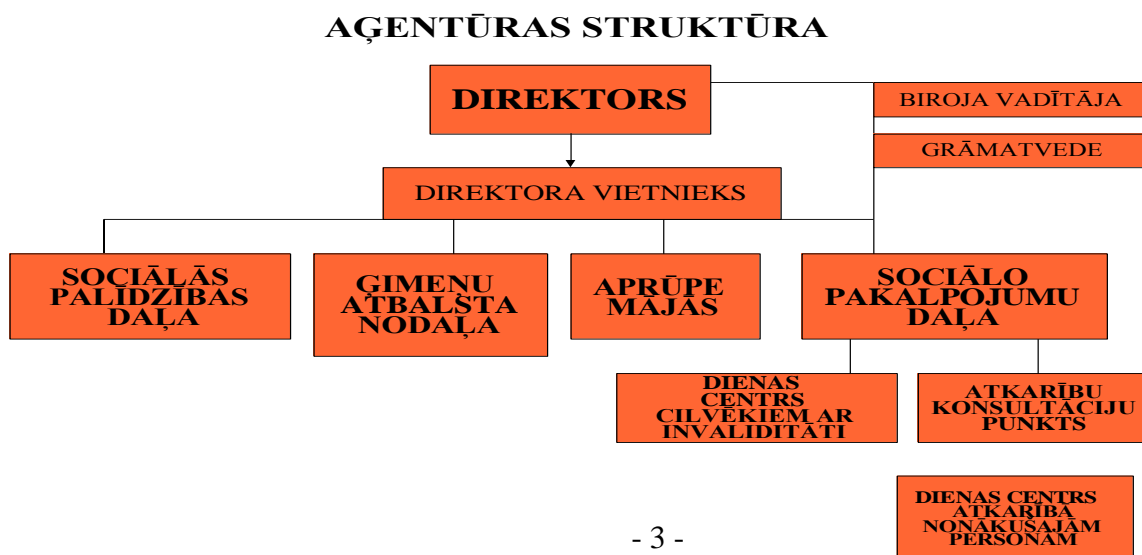 AĢENTŪRAS STRUKTŪRA
DIREKTORS
BIROJA VADĪTĀJA
GRĀMATVEDE
DIREKTORA VIETNIEKS
SOCIĀLĀS
PALĪDZĪBAS
DAĻA
ĢIMEŅU
ATBALSTA
NODAĻA
APRŪPE
MĀJĀS
SOCIĀLO
PAKALPOJUMU
DAĻA
DIENAS
CENTRS
CILVĒKIEM AR
INVALIDITĀTI
ATKARĪBU
KONSULTĀCIJU
PUNKTS
DIENAS CENTRS
ATKARĪBĀ
NONĀKUŠAJĀM
PERSONĀM
- 3 -